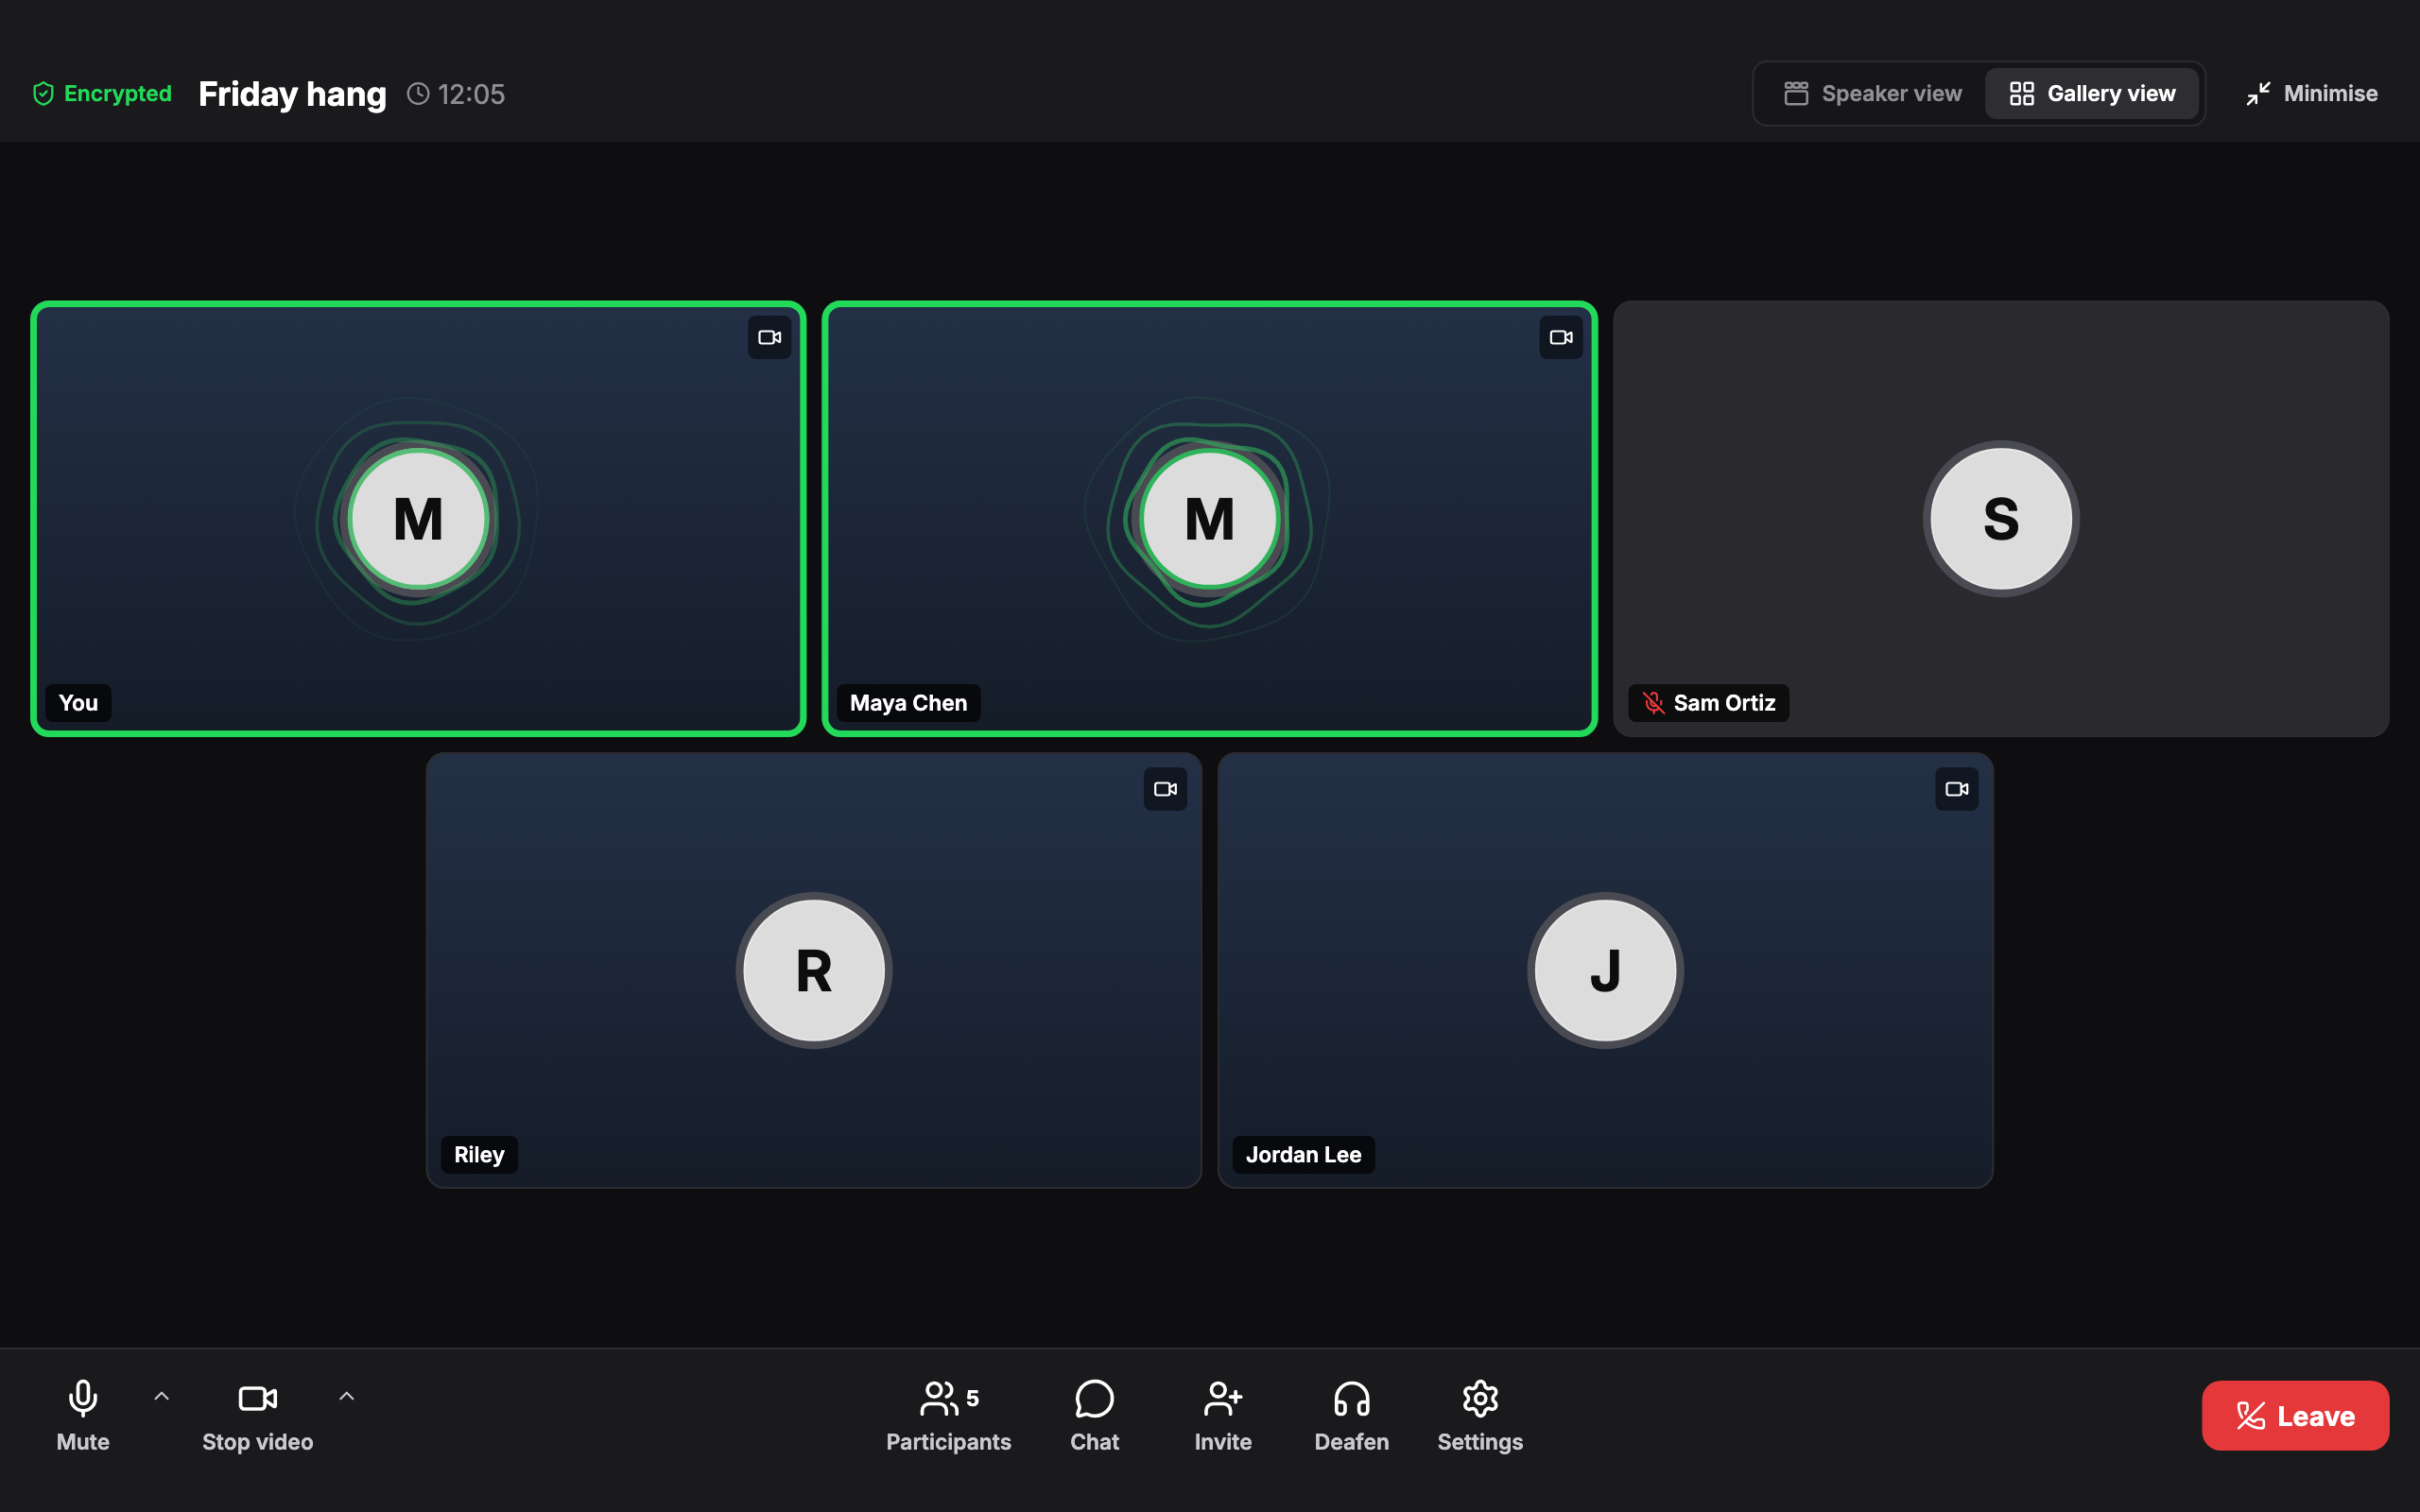 Encrypted Friday hang 12:05 Speaker view Gallery view Minimise
M
You
M
Maya Chen
S
Sam Ortiz
R
Riley
J
Jordan Lee
Mute
Stop video
5
Participants
Chat
Invite
Deafen
Settings
Leave